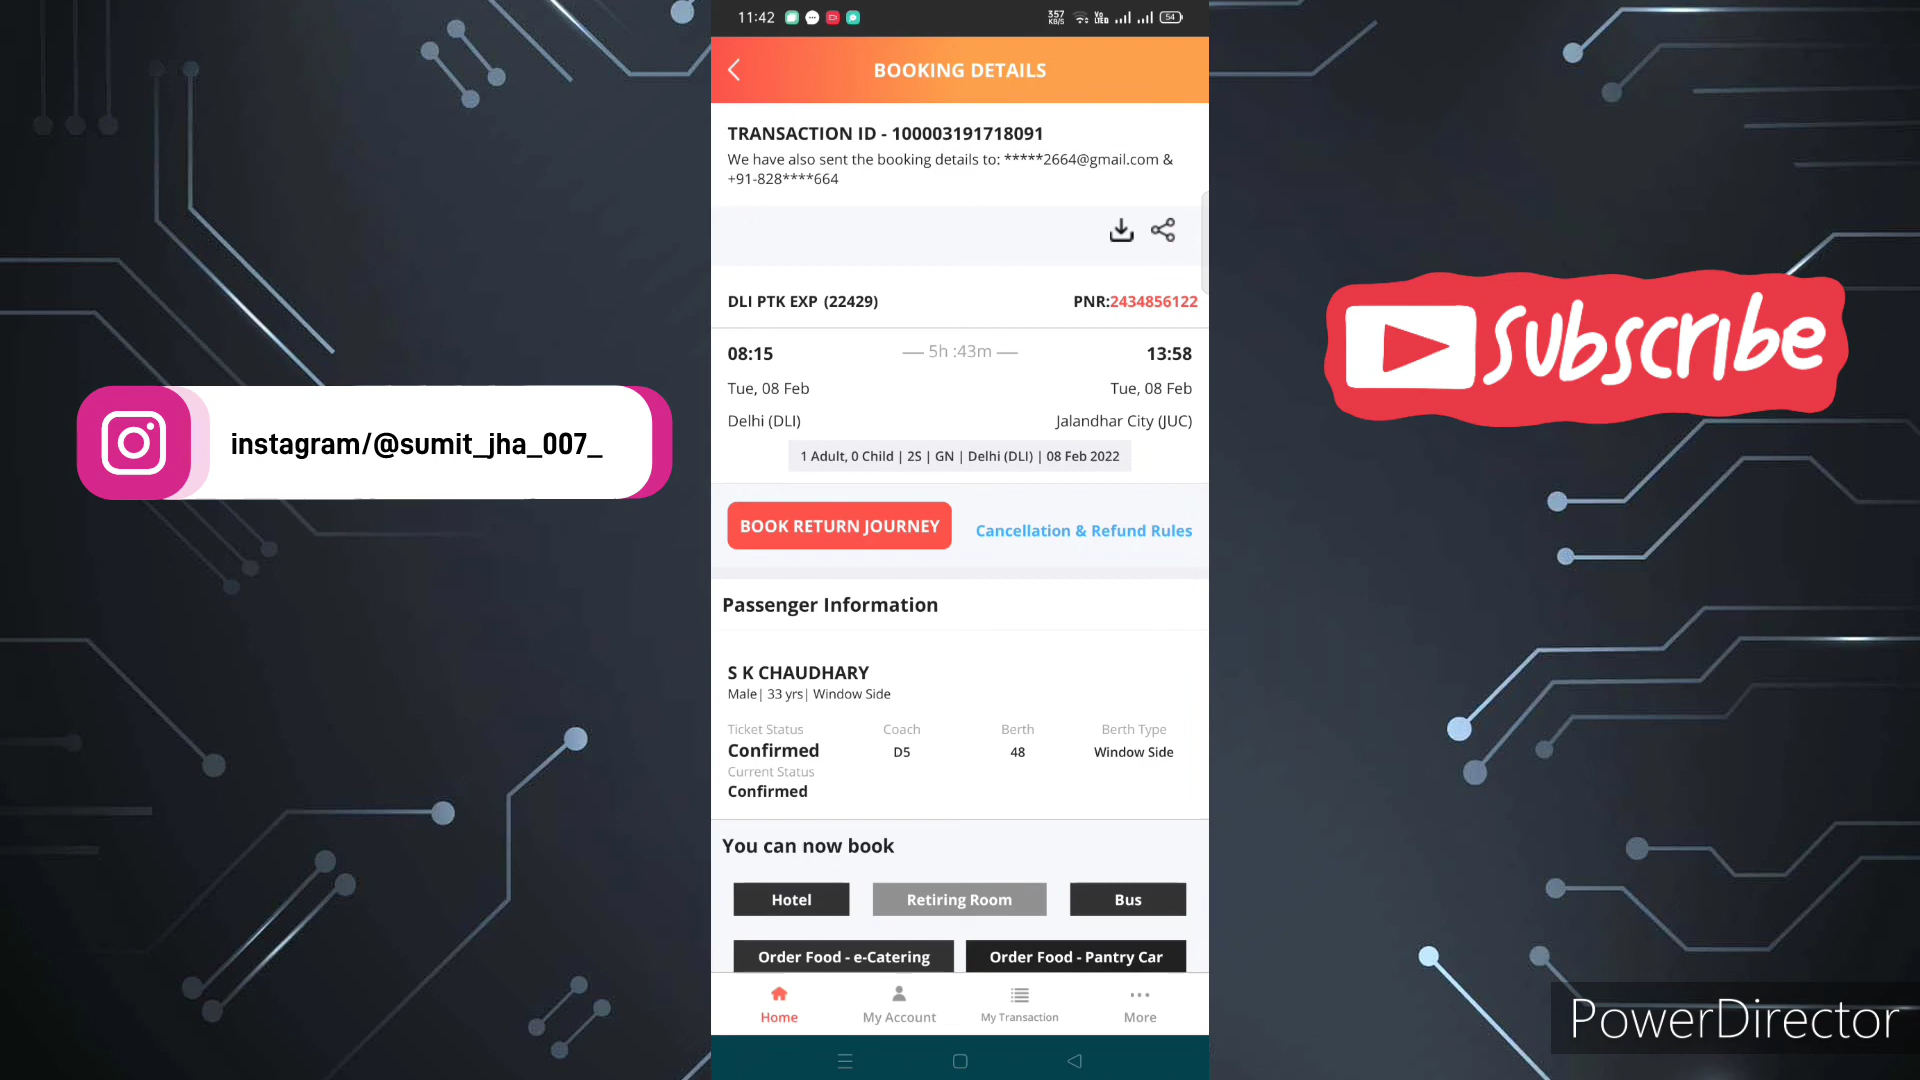 11:42
357
KB/S
54
BOOKING DETAILS
TRANSACTION ID - 100003191718091
We have also sent the booking details to: *****2664@gmail.com &
+91-828****664
DLI PTK EXP (22429) PNR:2434856122
08:15 5h :43m 13:58
Tue, 08 Feb Tue, 08 Feb
Delhi (DLI) Jalandhar City (JUC)
1 Adult, 0 Child | 2S | GN | Delhi (DLI) | 08 Feb 2022
BOOK RETURN JOURNEY Cancellation & Refund Rules
Passenger Information
S K CHAUDHARY
Male| 33 yrs| Window Side
Ticket Status Coach Berth Berth Type
Confirmed D5 48 Window Side
Current Status
Confirmed
You can now book
Hotel Retiring Room Bus
Order Food - e-Catering Order Food - Pantry Car
Home My Account My Transaction More
instagram/@sumit_jha_007_
Subscribe
PowerDirector